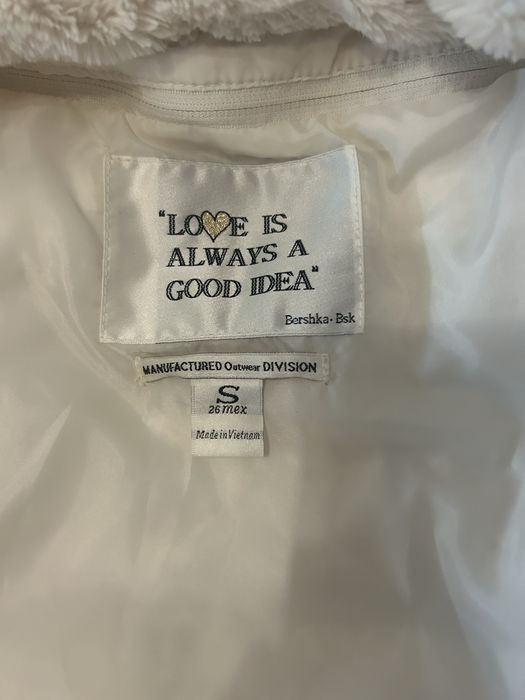 "LOVE IS
ALWAYS A
GOOD IDEA"
Bershka·Bsk
MANUFACTURED Outwear DIVISION
S
26 mex
Made in Vietnam